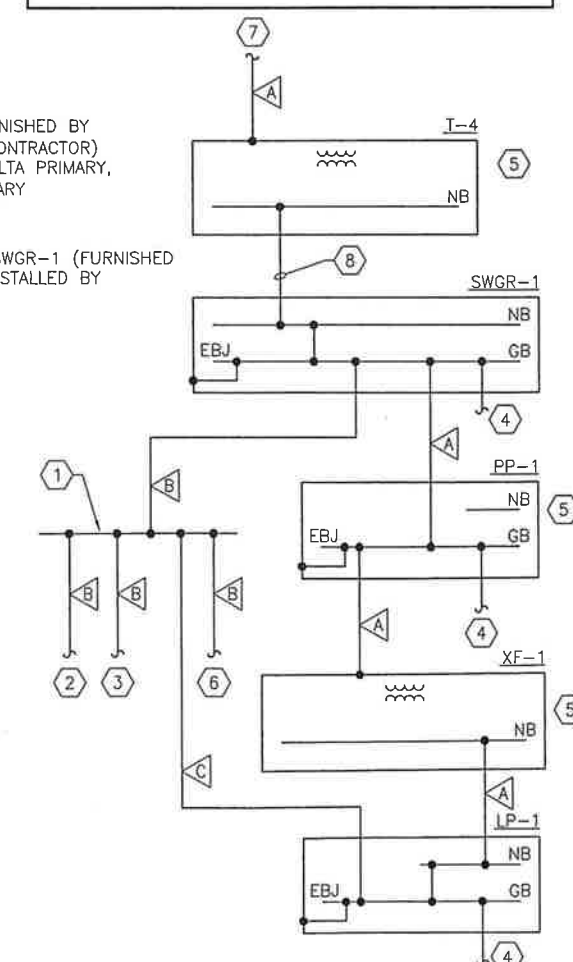 7
A
NISHED BY
ONTRACTOR)
LTA PRIMARY,
ARY
T-4
5
NB
8
SWGR-1 (FURNISHED
STALLED BY
SWGR-1
NB
EBJ
GB
4
A
1
B
PP-1
NB
5
EBJ
GB
B
B
B
A
4
2
3
6
XF-1
5
NB
C
A
LP-1
NB
EBJ
GB
4